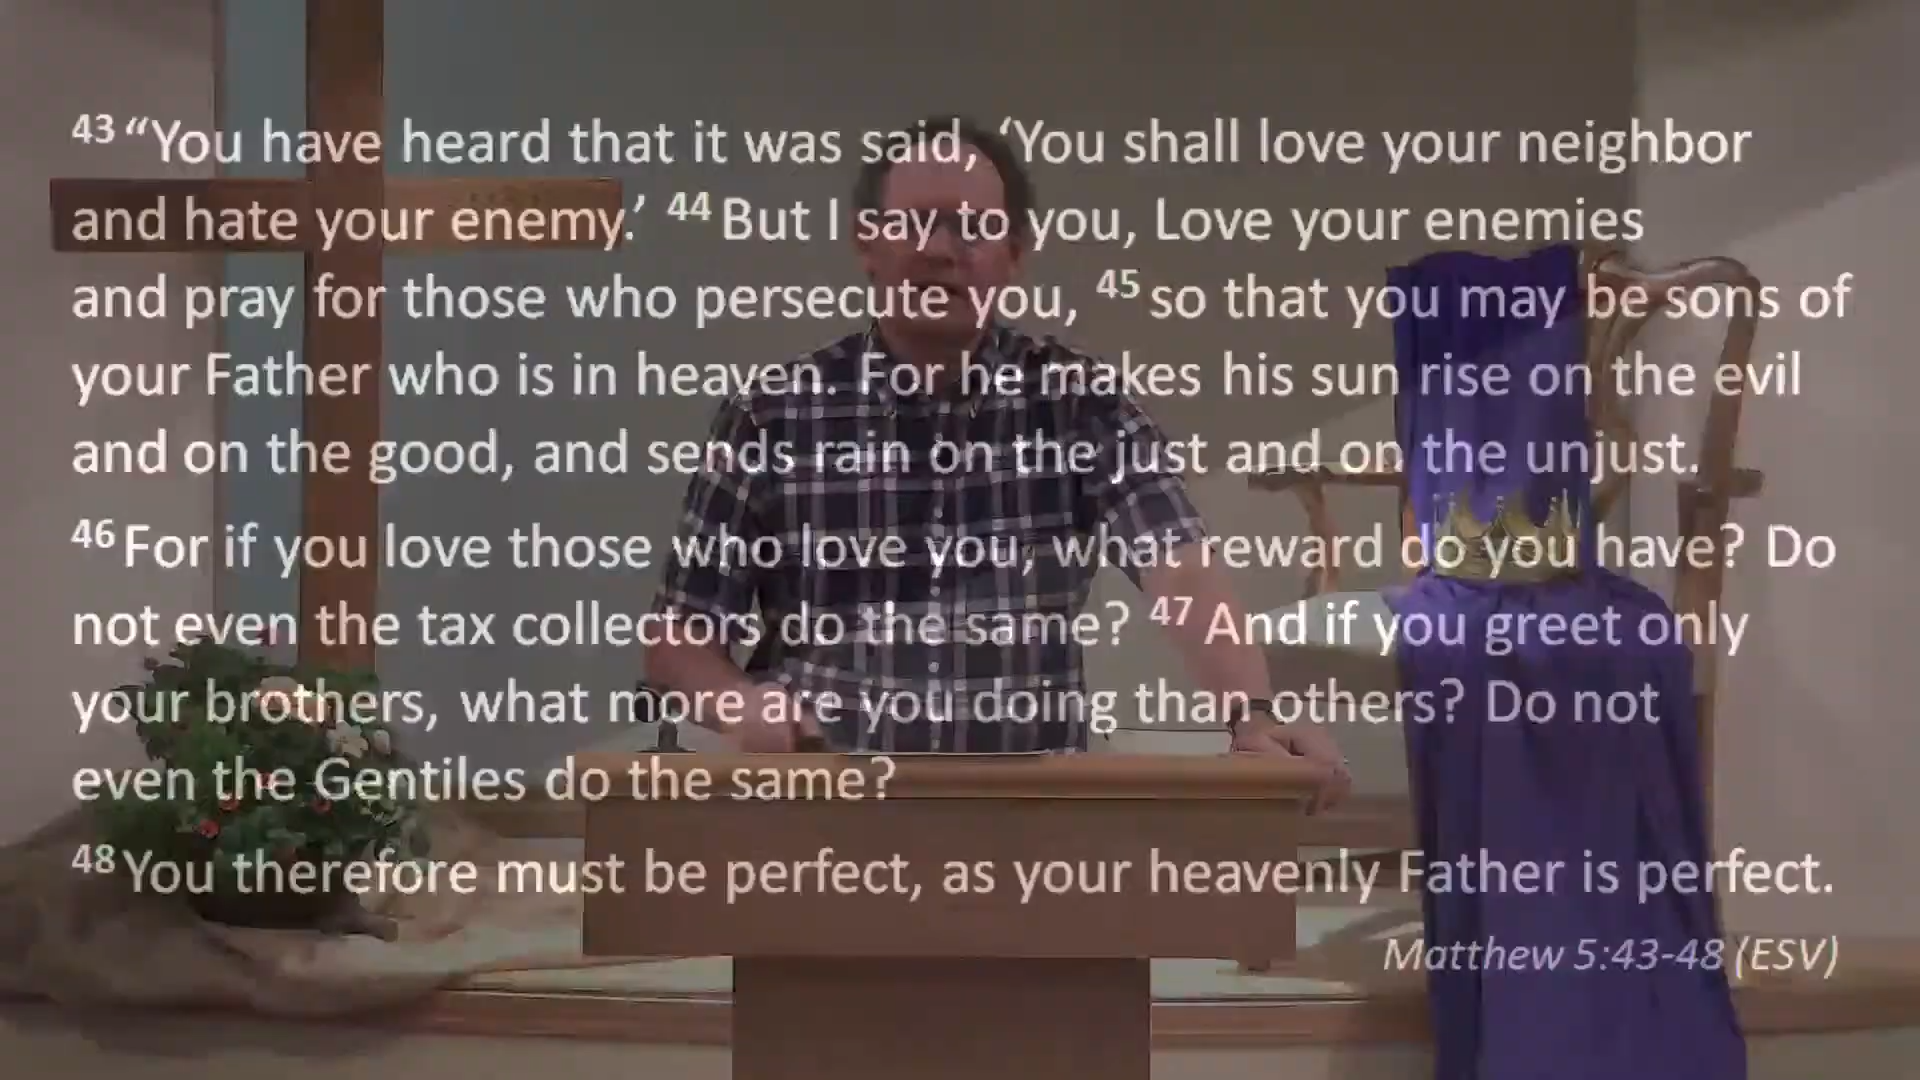 43 “You have heard that it was said, ‘You shall love your neighbor
and hate your enemy.’ 44 But I say to you, Love your enemies
and pray for those who persecute you, 45 so that you may be sons of
your Father who is in heaven. For he makes his sun rise on the evil
and on the good, and sends rain on the just and on the unjust.
46 For if you love those who love you, what reward do you have? Do
not even the tax collectors do the same? 47 And if you greet only
your brothers, what more are you doing than others? Do not
even the Gentiles do the same?
48 You therefore must be perfect, as your heavenly Father is perfect.
Matthew 5:43-48 (ESV)